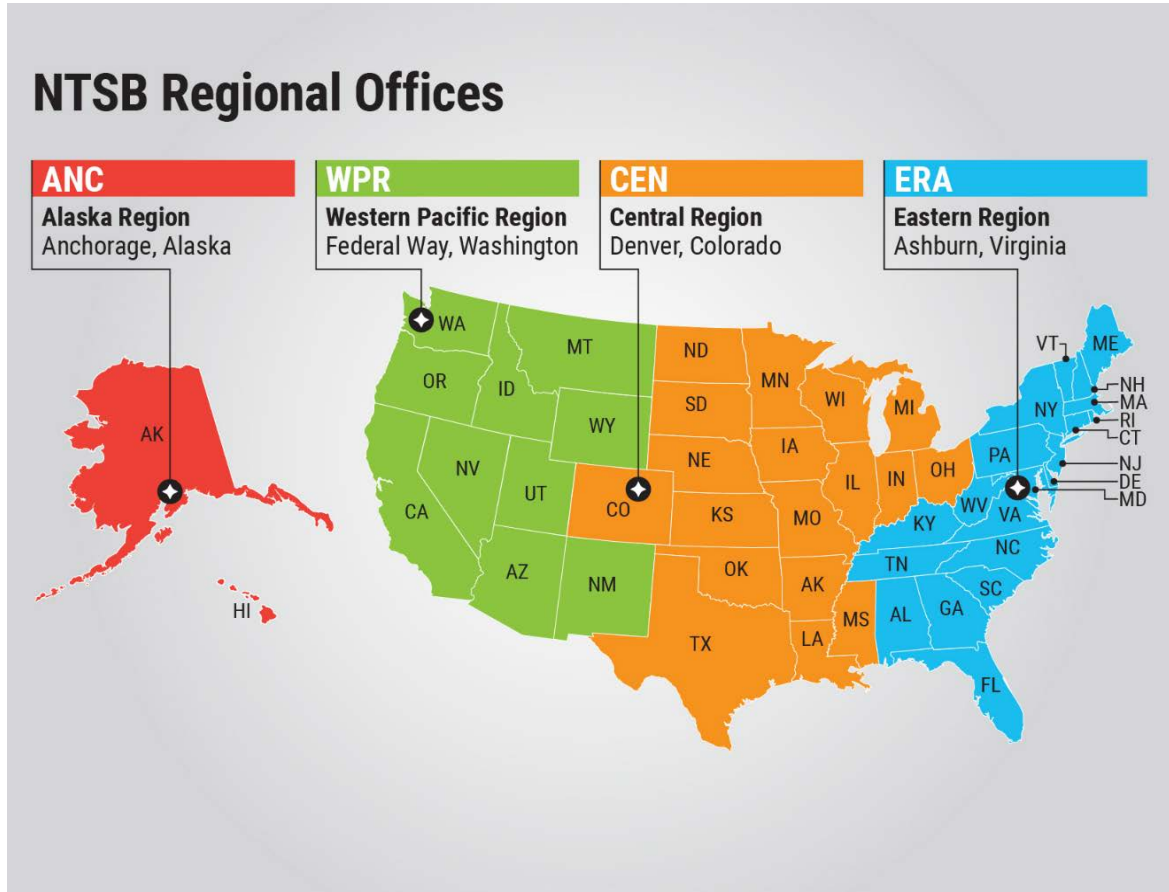 NTSB Regional Offices
ANC
Alaska Region
Anchorage, Alaska
WPR
Western Pacific Region
Federal Way, Washington
CEN
Central Region
Denver, Colorado
ERA
Eastern Region
Ashburn, Virginia
AK
HI
WA
OR
ID
MT
WY
NV
UT
CA
AZ
NM
ND
SD
NE
CO
KS
OK
TX
MN
IA
MO
AK
LA
WI
IL
MI
IN
OH
MS
VT
ME
NH
MA
RI
CT
NY
PA
NJ
DE
MD
WV
VA
KY
TN
NC
SC
AL
GA
FL